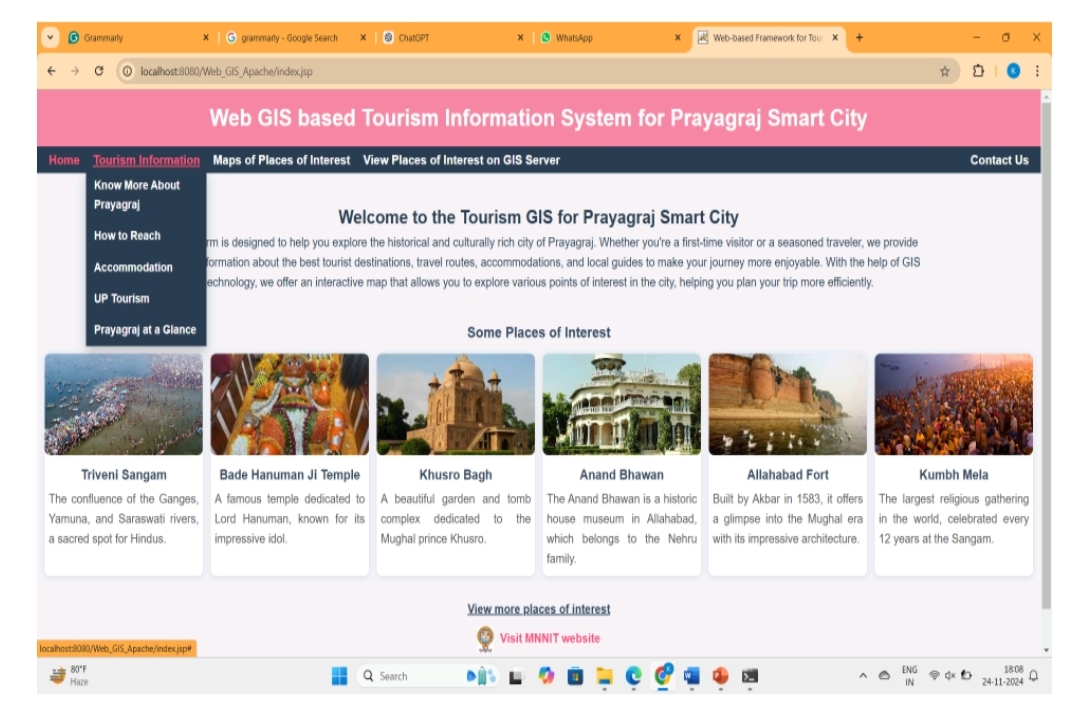 Grammarly
grammarly - Google Search
ChatGPT
WhatsApp
Web-based Framework for Tou
localhost:8080/Web_GIS_Apache/index.jsp
K
Web GIS based Tourism Information System for Prayagraj Smart City
Home Tourism Information Maps of Places of Interest View Places of Interest on GIS Server Contact Us
Know More About
Prayagraj
How to Reach
Accommodation
UP Tourism
Prayagraj at a Glance
Welcome to the Tourism GIS for Prayagraj Smart City
rm is designed to help you explore the historical and culturally rich city of Prayagraj. Whether you're a first-time visitor or a seasoned traveler, we provide
formation about the best tourist destinations, travel routes, accommodations, and local guides to make your journey more enjoyable. With the help of GIS
echnology, we offer an interactive map that allows you to explore various points of interest in the city, helping you plan your trip more efficiently.
Some Places of Interest
Triveni Sangam
The confluence of the Ganges,
Yamuna, and Saraswati rivers,
a sacred spot for Hindus.
Bade Hanuman Ji Temple
A famous temple dedicated to
Lord Hanuman, known for its
impressive idol.
Khusro Bagh
A beautiful garden and tomb
complex dedicated to the
Mughal prince Khusro.
Anand Bhawan
The Anand Bhawan is a historic
house museum in Allahabad,
which belongs to the Nehru
family.
Allahabad Fort
Built by Akbar in 1583, it offers
a glimpse into the Mughal era
with its impressive architecture.
Kumbh Mela
The largest religious gathering
in the world, celebrated every
12 years at the Sangam.
View more places of interest
Visit MNNIT website
localhost:8080/Web_GIS_Apache/index.jsp#
80°F
Haze
Search
ENG
IN
18:08
24-11-2024